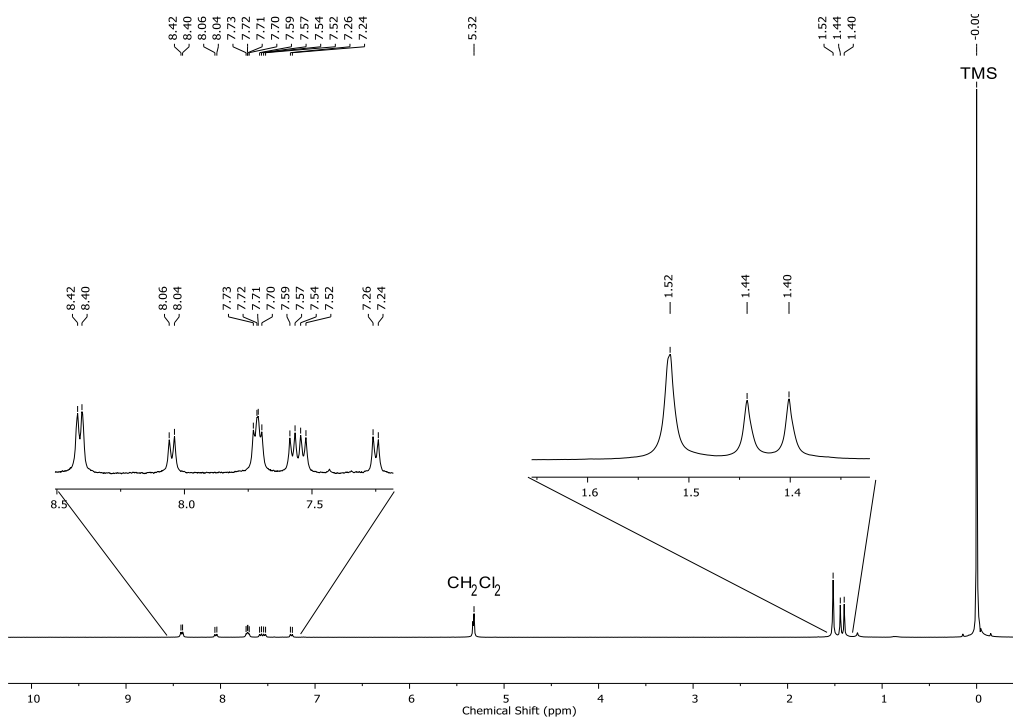 8.42 8.40 8.06 8.04 7.73 7.72 7.71 7.70 7.59 7.57 7.54 7.52 7.26 7.24 5.32 1.52 1.44 1.40 -0.00
TMS
8.42 8.40 8.06 8.04 7.73 7.72 7.71 7.70 7.59 7.57 7.54 7.52 7.26 7.24
1.52 1.44 1.40
8.5 8.0 7.5
1.6 1.5 1.4
CH2Cl2
10 9 8 7 6 5 4 3 2 1 0
Chemical Shift (ppm)